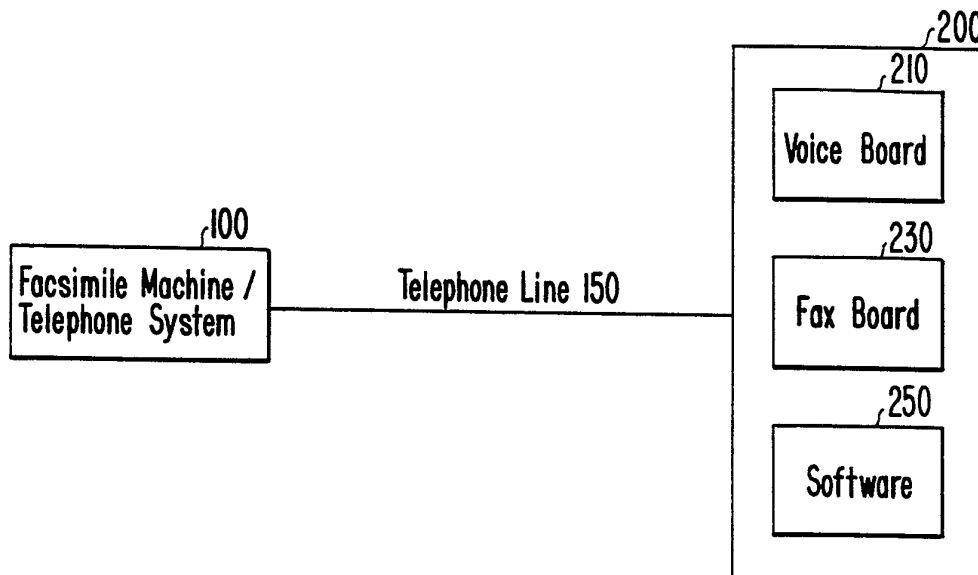 200
210
Voice Board
100
230
Facsimile Machine /
Telephone System
Telephone Line 150
Fax Board
250
Software